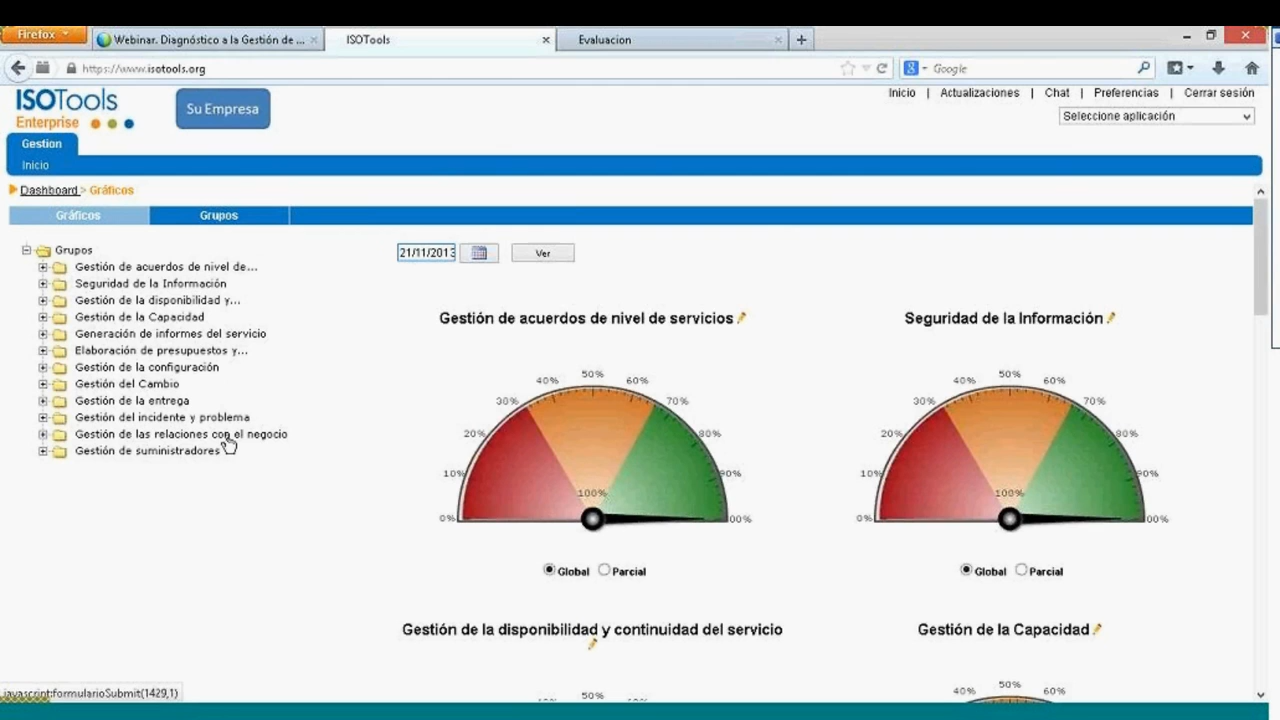 Firefox
Webinar. Diagnóstico a la Gestión de ...
ISOTools
Evaluacion
https://www.isotools.org
Google
ISOTools
Enterprise
Su Empresa
Inicio | Actualizaciones | Chat | Preferencias | Cerrar sesión
Seleccione aplicación
Gestion
Inicio
Dashboard > Gráficos
Gráficos
Grupos
Grupos
Gestión de acuerdos de nivel de...
Seguridad de la Información
Gestión de la disponibilidad y...
Gestión de la Capacidad
Generación de informes del servicio
Elaboración de presupuestos y...
Gestión de la configuración
Gestión del Cambio
Gestión de la entrega
Gestión del incidente y problema
Gestión de las relaciones con el negocio
Gestión de suministradores
21/11/2013
Ver
Gestión de acuerdos de nivel de servicios
0%
10%
20%
30%
40%
50%
60%
70%
80%
90%
00%
100%
Global
Parcial
Seguridad de la Información
0%
10%
20%
30%
40%
50%
60%
70%
80%
90%
00%
100%
Global
Parcial
Gestión de la disponibilidad y continuidad del servicio
50%
Gestión de la Capacidad
40%
50%
60%
javascript:formularioSubmit(1429,1)